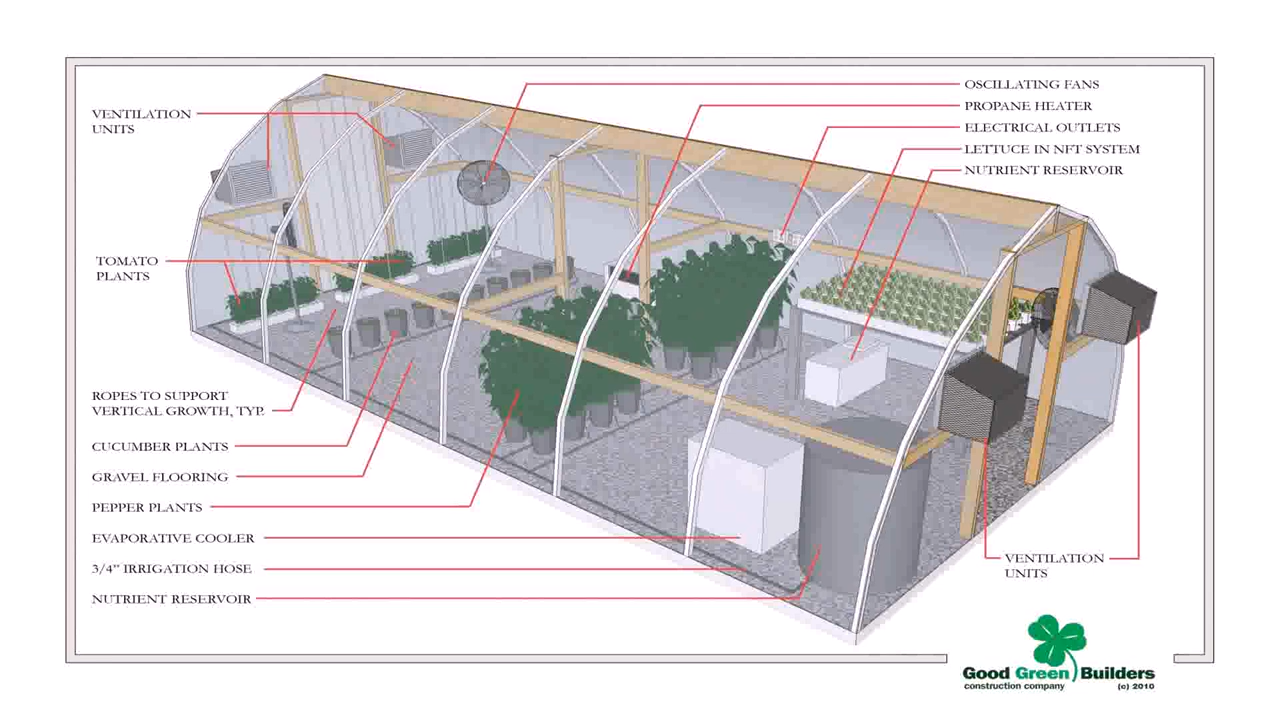 VENTILATION
UNITS
TOMATO
PLANTS
ROPES TO SUPPORT
VERTICAL GROWTH, TYP.
CUCUMBER PLANTS
GRAVEL FLOORING
PEPPER PLANTS
EVAPORATIVE COOLER
3/4” IRRIGATION HOSE
NUTRIENT RESERVOIR
OSCILLATING FANS
PROPANE HEATER
ELECTRICAL OUTLETS
LETTUCE IN NFT SYSTEM
NUTRIENT RESERVOIR
VENTILATION
UNITS
Good Green Builders
construction company (c) 2010